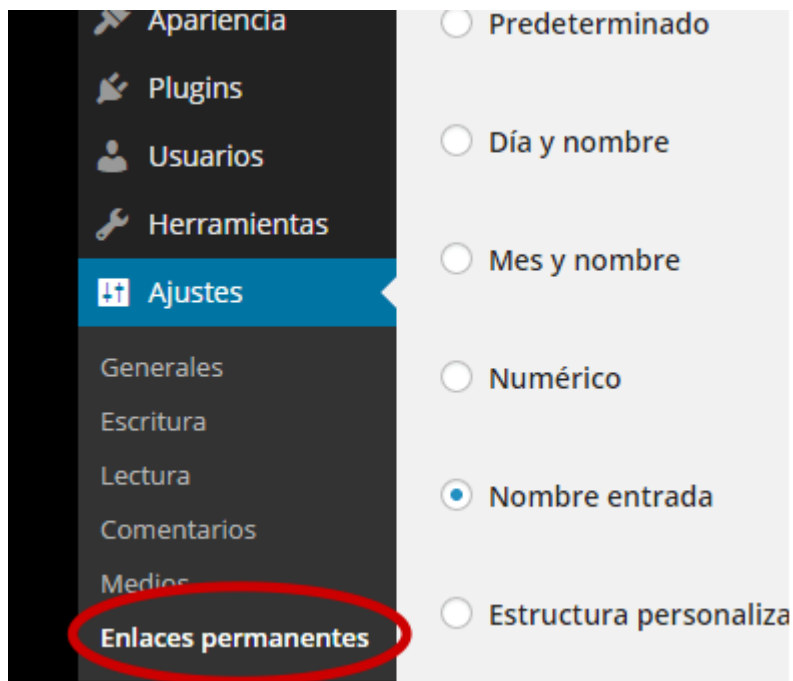 Apariencia
Plugins
Usuarios
Herramientas
Ajustes
Generales
Escritura
Lectura
Comentarios
Medios
Enlaces permanentes
Predeterminado
Día y nombre
Mes y nombre
Numérico
Nombre entrada
Estructura personaliza